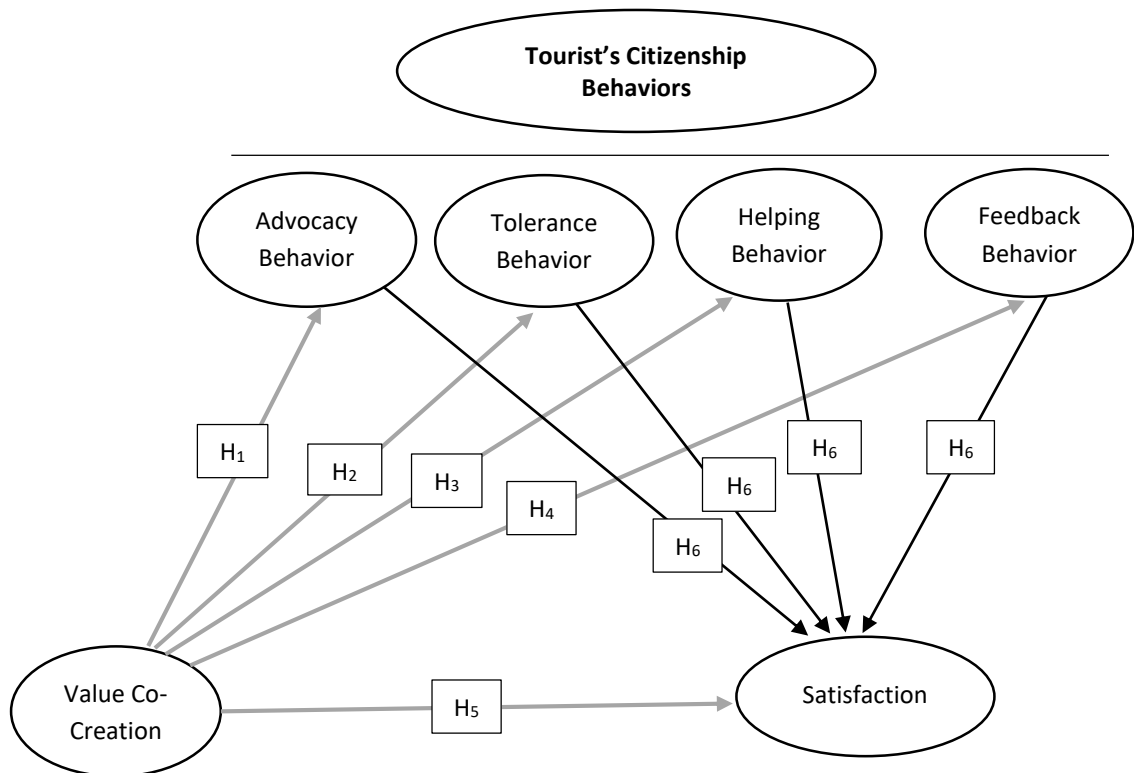 Tourist's Citizenship
Behaviors
Advocacy
Behavior
Tolerance
Behavior
Helping
Behavior
Feedback
Behavior
H₁
H₂
H₃
H₄
H₆
H₆
H₆
H₆
Value Co-
Creation
H₅
Satisfaction